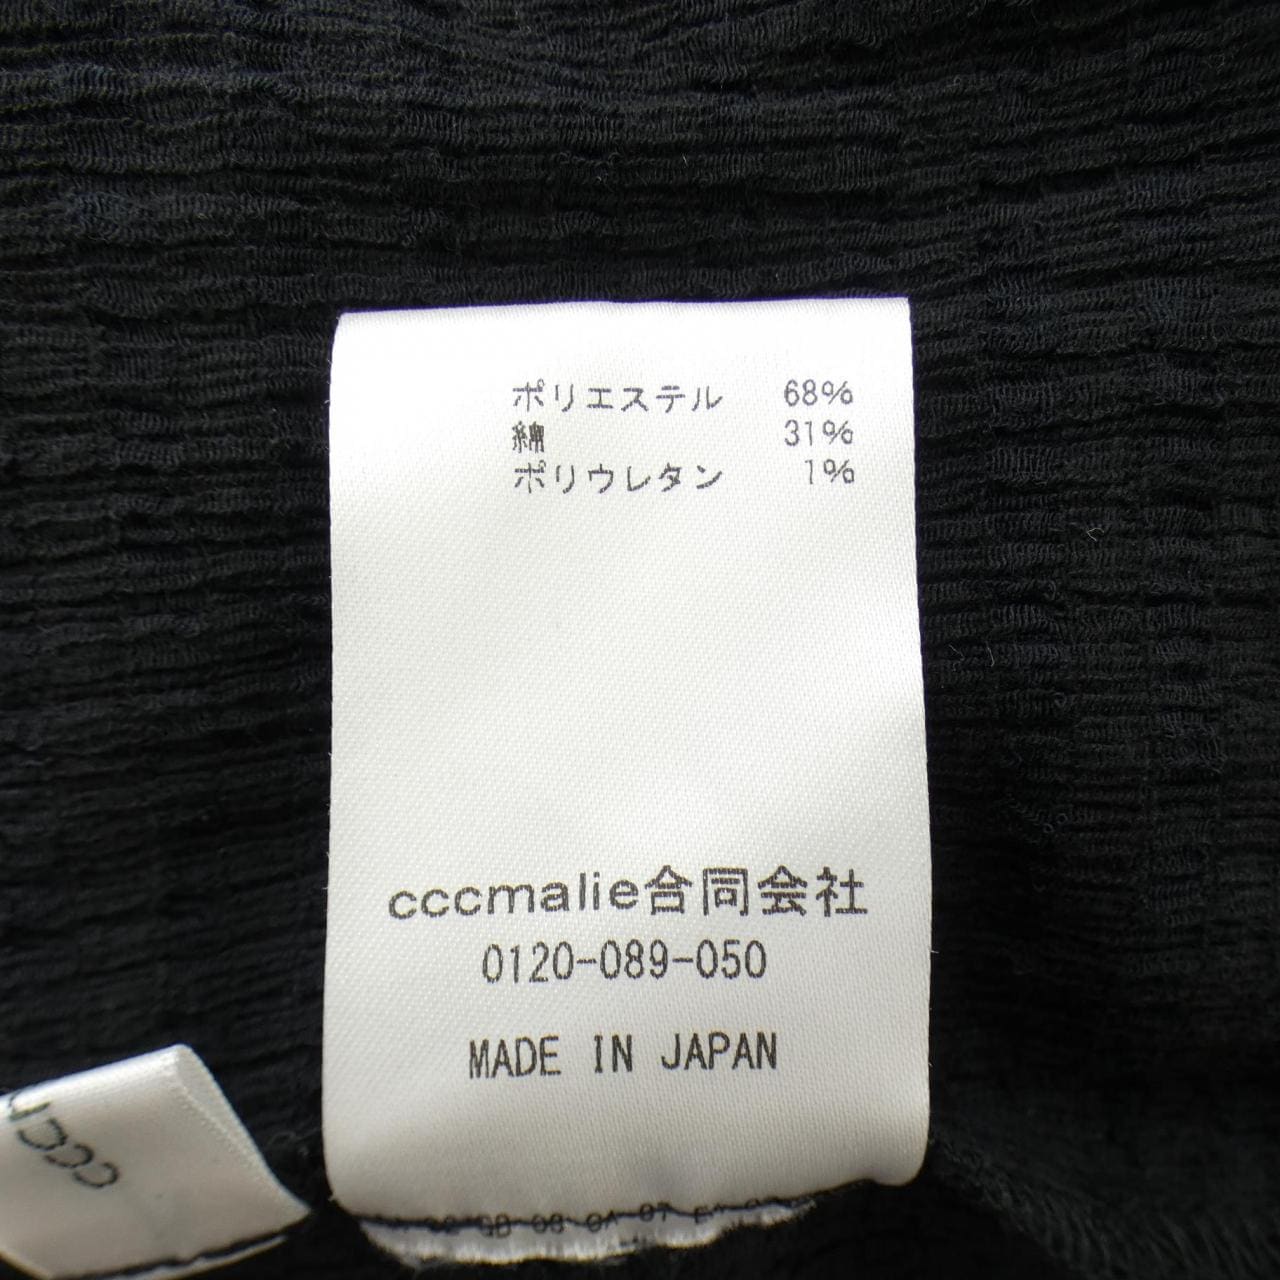 ポリエステル 68%
綿 31%
ポリウレタン 1%
cccmalie合同会社
0120-089-050
MADE IN JAPAN